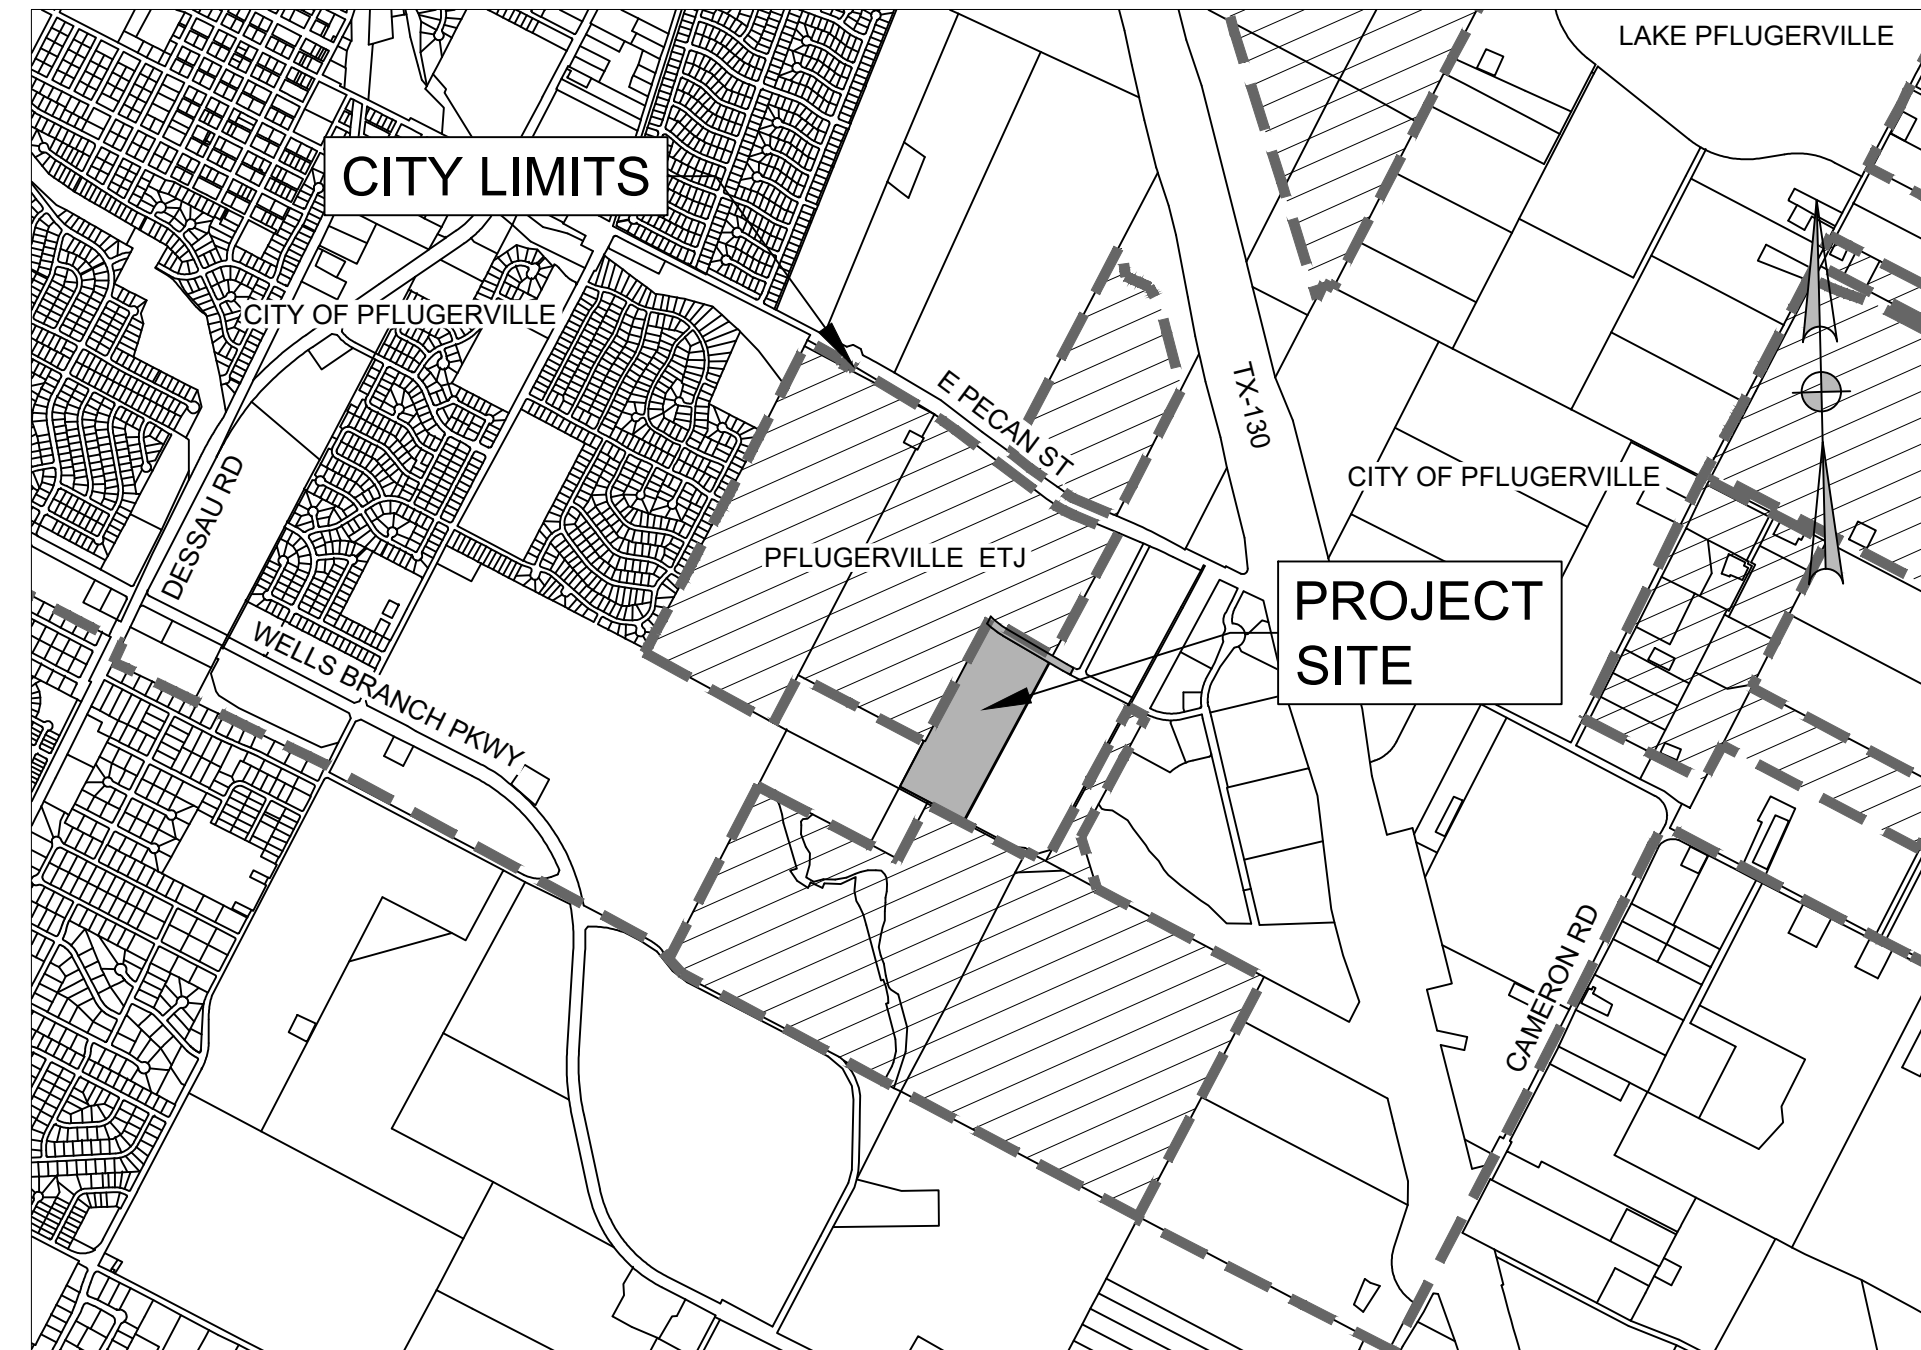 LAKE PFLUGERVILLE
CITY LIMITS
CITY OF PFLUGERVILLE
E PECAN ST
TX-130
CITY OF PFLUGERVILLE
DESSAU RD
PFLUGERVILLE ETJ
PROJECT
SITE
WELLS BRANCH PKWY
CAMERON RD